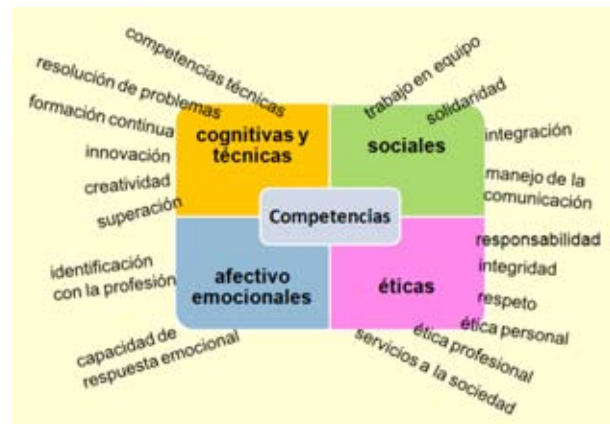 competencias técnicas
resolución de problemas
formación continua
innovación
creatividad
superación
cognitivas y
técnicas
trabajo en equipo
solidaridad
integración
manejo de la
comunicación
sociales
Competencias
identificación
con la profesión
capacidad de
respuesta emocional
afectivo
emocionales
éticas
responsabilidad
integridad
respeto
ética personal
ética profesional
servicios a la sociedad